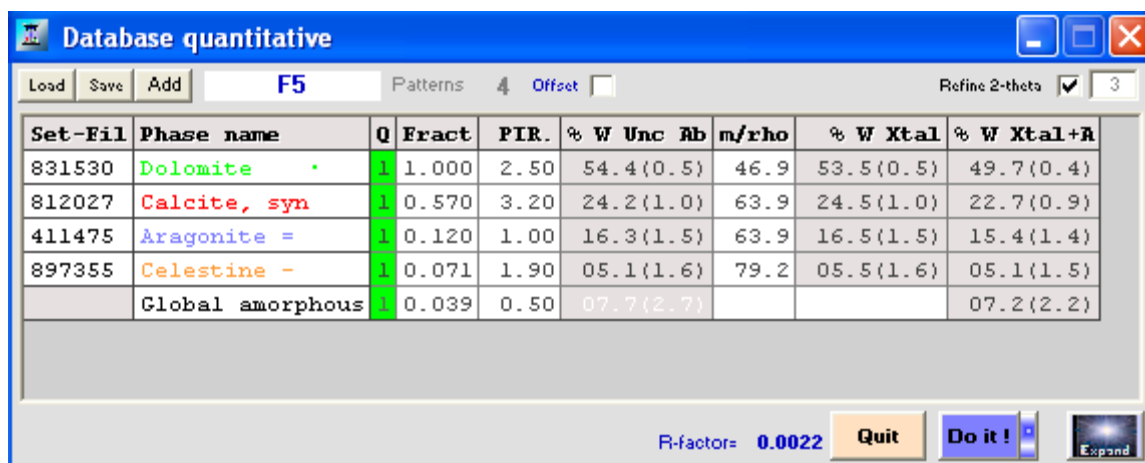 Database quantitative
Load Save Add F5 Patterns 4 Offset Refine 2-theta 3
Set-Fil Phase name Q Fract PIR. % W Unc Ab m/rho % W Xtal % W Xtal+A
831530 Dolomite 1 1.000 2.50 54.4(0.5) 46.9 53.5(0.5) 49.7(0.4)
812027 Calcite, syn 1 0.570 3.20 24.2(1.0) 63.9 24.5(1.0) 22.7(0.9)
411475 Aragonite = 1 0.120 1.00 16.3(1.5) 63.9 16.5(1.5) 15.4(1.4)
897355 Celestine - 1 0.071 1.90 05.1(1.6) 79.2 05.5(1.6) 05.1(1.5)
Global amorphous 1 0.039 0.50 07.7(2.7) 07.2(2.2)
R-factor= 0.0022 Quit Do it ! Expand